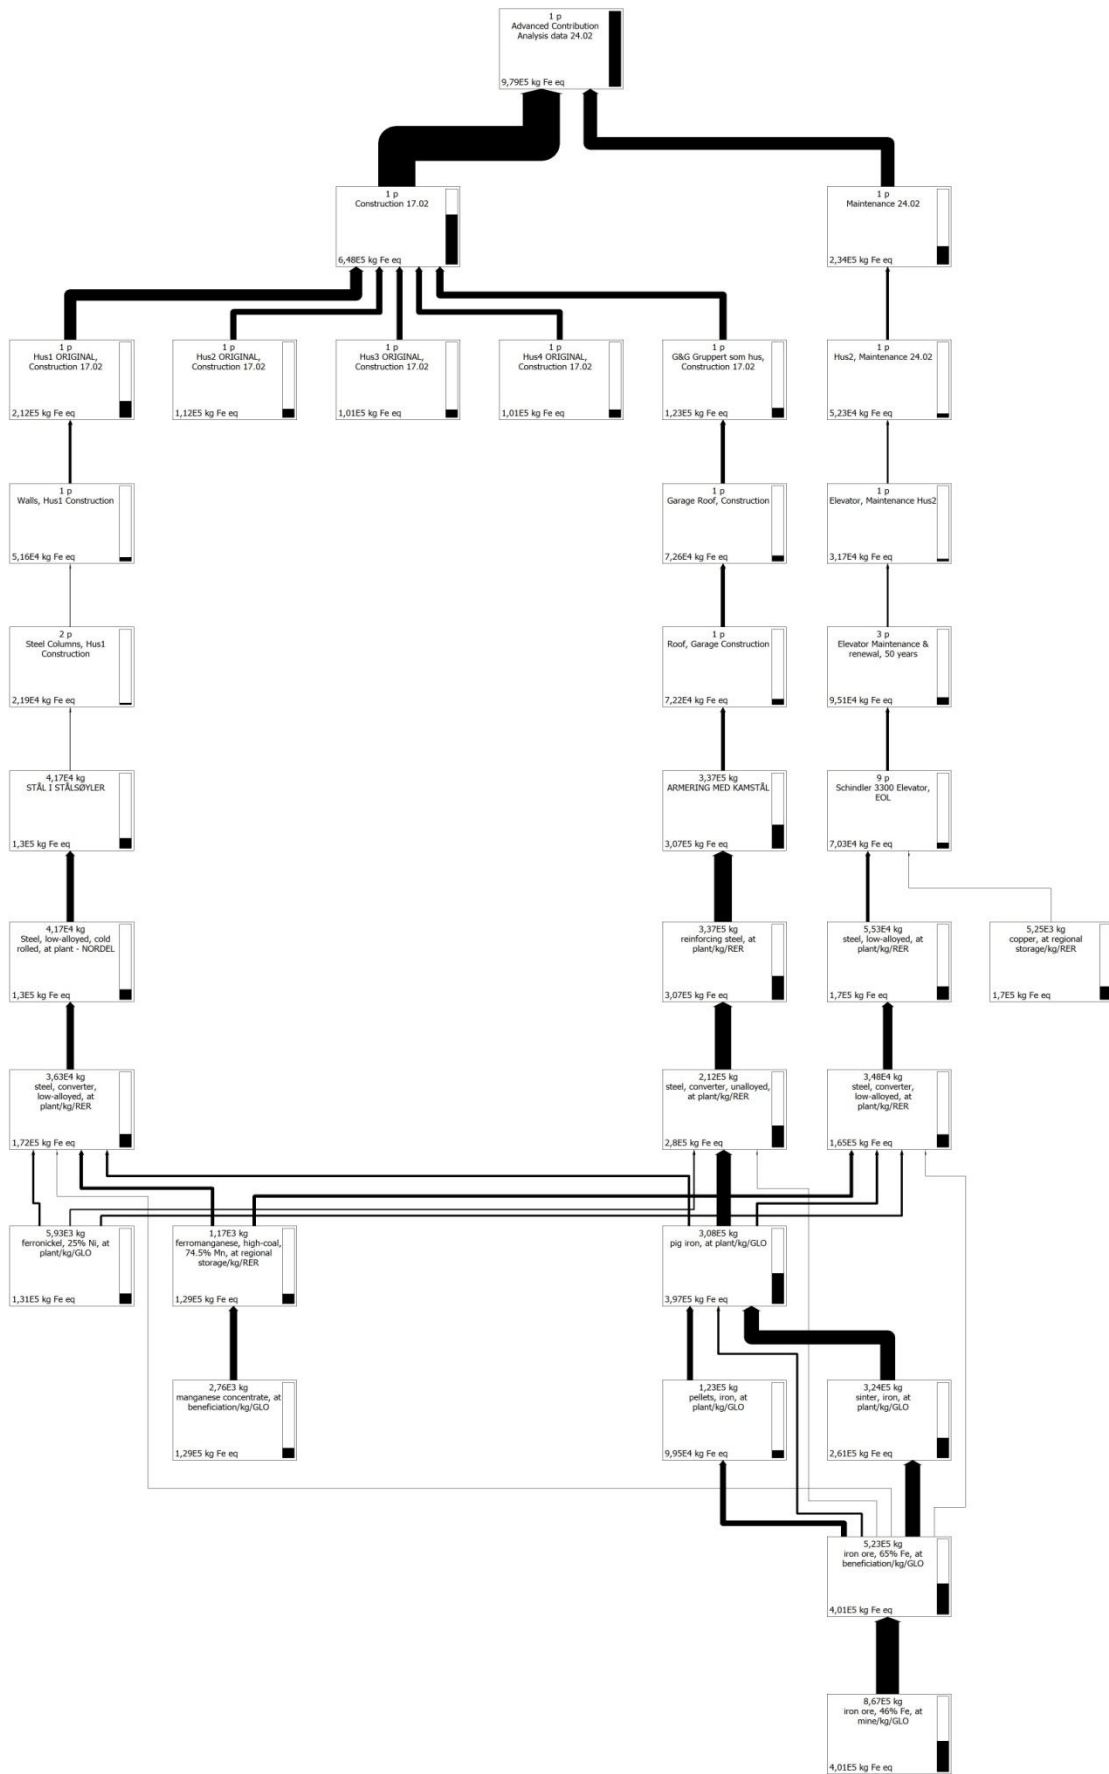 1 p
Advanced Contribution
Analysis data 24.02
9,79E5 kg Fe eq
1 p
Construction 17.02
6,48E5 kg Fe eq
1 p
Maintenance 24.02
2,34E5 kg Fe eq
1 p
Hus1 ORIGINAL,
Construction 17.02
2,12E5 kg Fe eq
1 p
Hus2 ORIGINAL,
Construction 17.02
1,12E5 kg Fe eq
1 p
Hus3 ORIGINAL,
Construction 17.02
1,01E5 kg Fe eq
1 p
Hus4 ORIGINAL,
Construction 17.02
1,01E5 kg Fe eq
1 p
G&G Gruppert som hus,
Construction 17.02
1,23E5 kg Fe eq
1 p
Hus2, Maintenance 24.02
5,23E4 kg Fe eq
1 p
Walls, Hus1 Construction
5,16E4 kg Fe eq
1 p
Garage Roof, Construction
7,26E4 kg Fe eq
1 p
Elevator, Maintenance Hus2
3,17E4 kg Fe eq
2 p
Steel Columns, Hus1
Construction
2,19E4 kg Fe eq
1 p
Roof, Garage Construction
7,22E4 kg Fe eq
3 p
Elevator Maintenance &
renewal, 50 years
9,51E4 kg Fe eq
4,17E4 kg
STÅL I STÅLSØYLER
1,3E5 kg Fe eq
3,37E5 kg
ARMERING MED KAMSTÅL
3,07E5 kg Fe eq
9 p
Schindler 3300 Elevator,
EOL
7,03E4 kg Fe eq
4,17E4 kg
Steel, low-alloyed, cold
rolled, at plant - NORDEL
1,3E5 kg Fe eq
3,37E5 kg
reinforcing steel, at
plant/kg/RER
3,07E5 kg Fe eq
5,53E4 kg
steel, low-alloyed, at
plant/kg/RER
1,7E5 kg Fe eq
5,25E3 kg
copper, at regional
storage/kg/RER
1,7E5 kg Fe eq
3,63E4 kg
steel, converter,
low-alloyed, at
plant/kg/RER
1,72E5 kg Fe eq
2,12E5 kg
steel, converter, unalloyed,
at plant/kg/RER
2,8E5 kg Fe eq
3,48E4 kg
steel, converter,
low-alloyed, at
plant/kg/RER
1,65E5 kg Fe eq
5,93E3 kg
ferronickel, 25% Ni, at
plant/kg/GLO
1,31E5 kg Fe eq
1,17E3 kg
ferromanganese, high-coal,
74.5% Mn, at regional
storage/kg/RER
1,29E5 kg Fe eq
3,08E5 kg
pig iron, at plant/kg/GLO
3,97E5 kg Fe eq
2,76E3 kg
manganese concentrate, at
beneficiation/kg/GLO
1,29E5 kg Fe eq
1,23E5 kg
pellets, iron, at
plant/kg/GLO
9,95E4 kg Fe eq
3,24E5 kg
sinter, iron, at
plant/kg/GLO
2,61E5 kg Fe eq
5,23E5 kg
iron ore, 65% Fe, at
beneficiation/kg/GLO
4,01E5 kg Fe eq
8,67E5 kg
iron ore, 46% Fe, at
mine/kg/GLO
4,01E5 kg Fe eq